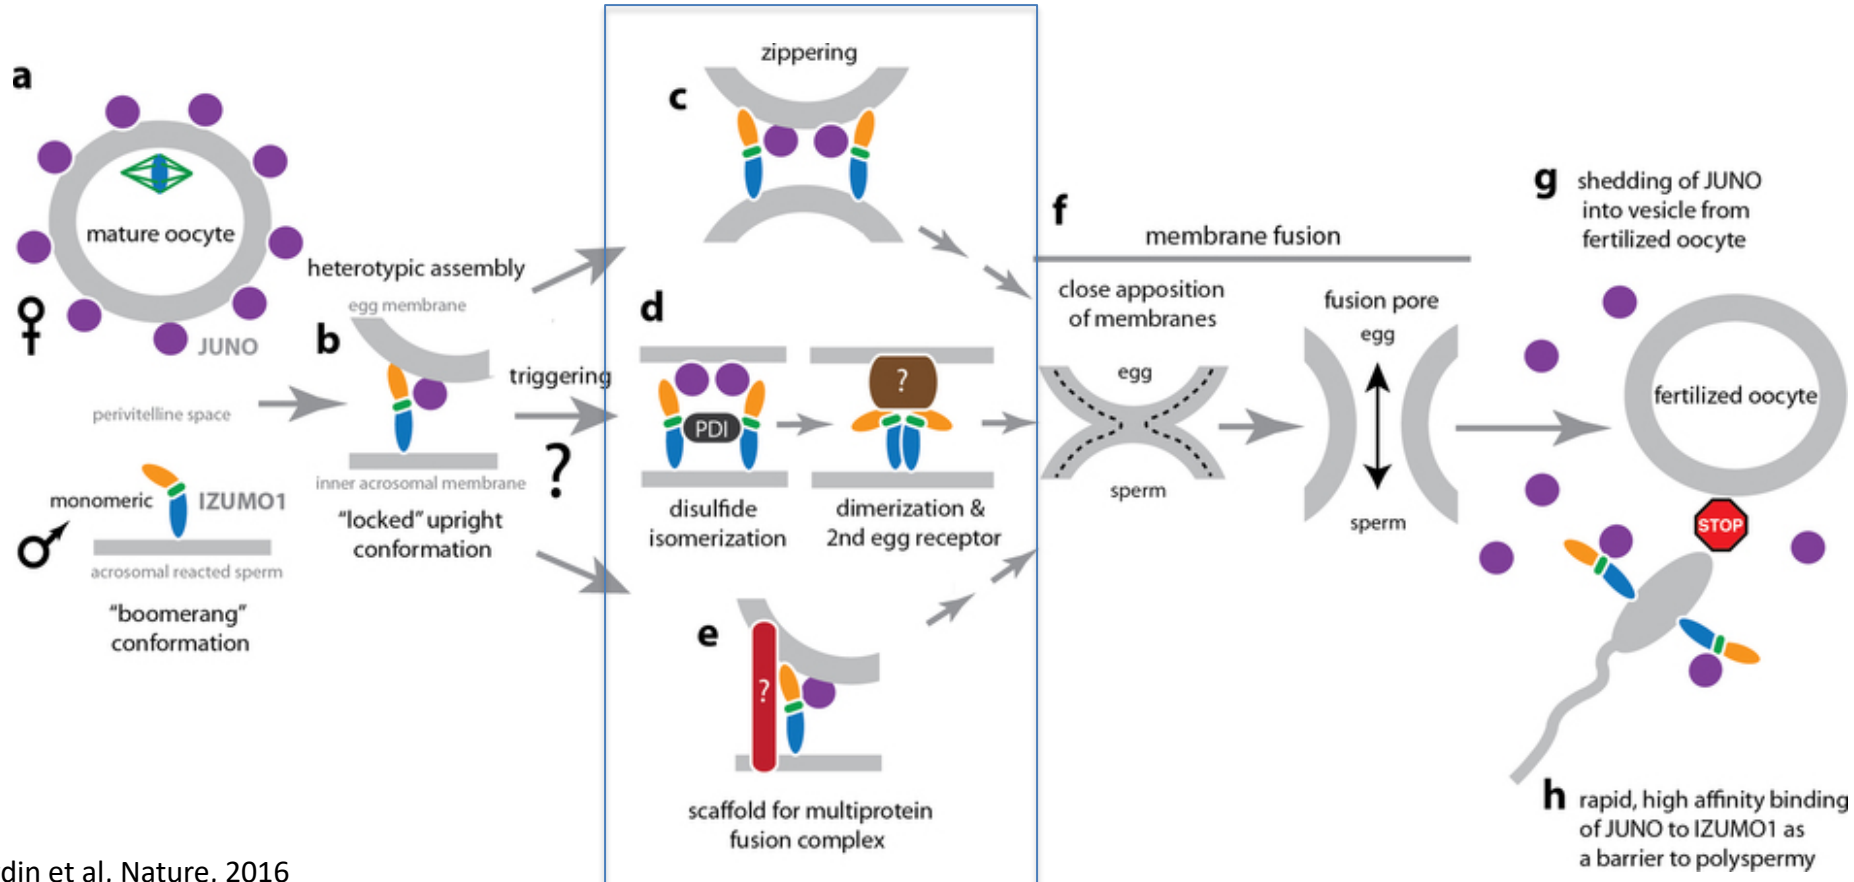 a
mature oocyte
JUNO
perivitelline space
monomeric
IZUMO1
acrosomal reacted sperm
“boomerang”
conformation
heterotypic assembly
egg membrane
b
triggering
?
inner acrosomal membrane
“locked” upright
conformation
zippering
c
d
PDI
?
disulfide
isomerization
dimerization &
2nd egg receptor
e
?
scaffold for multiprotein
fusion complex
f
membrane fusion
close apposition
of membranes
egg
sperm
fusion pore
egg
sperm
g
shedding of JUNO
into vesicle from
fertilized oocyte
fertilized oocyte
STOP
h
rapid, high affinity binding
of JUNO to IZUMO1 as
a barrier to polyspermy
din et al. Nature. 2016